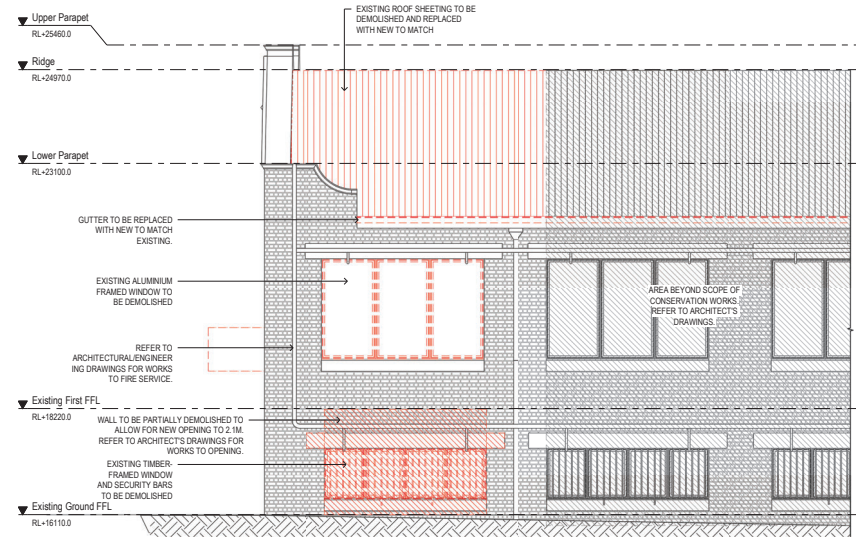 Upper Parapet
RL+25460.0
EXISTING ROOF SHEETING TO BE
DEMOLISHED AND REPLACED
WITH NEW TO MATCH
Ridge
RL+24970.0
Lower Parapet
RL+23100.0
GUTTER TO BE REPLACED
WITH NEW TO MATCH
EXISTING.
EXISTING ALUMINIUM
FRAMED WINDOW TO
BE DEMOLISHED
AREA BEYOND SCOPE OF
CONSERVATION WORKS.
REFER TO ARCHITECT'S
DRAWINGS.
REFER TO
ARCHITECTURAL/ENGINEER
ING DRAWINGS FOR WORKS
TO FIRE SERVICE.
Existing First FFL
RL+18220.0
WALL TO BE PARTIALLY DEMOLISHED TO
ALLOW FOR NEW OPENING TO 2.1M.
REFER TO ARCHITECT'S DRAWINGS FOR
WORKS TO OPENING.
EXISTING TIMBER-
FRAMED WINDOW
AND SECURITY BARS
TO BE DEMOLISHED
Existing Ground FFL
RL+16110.0